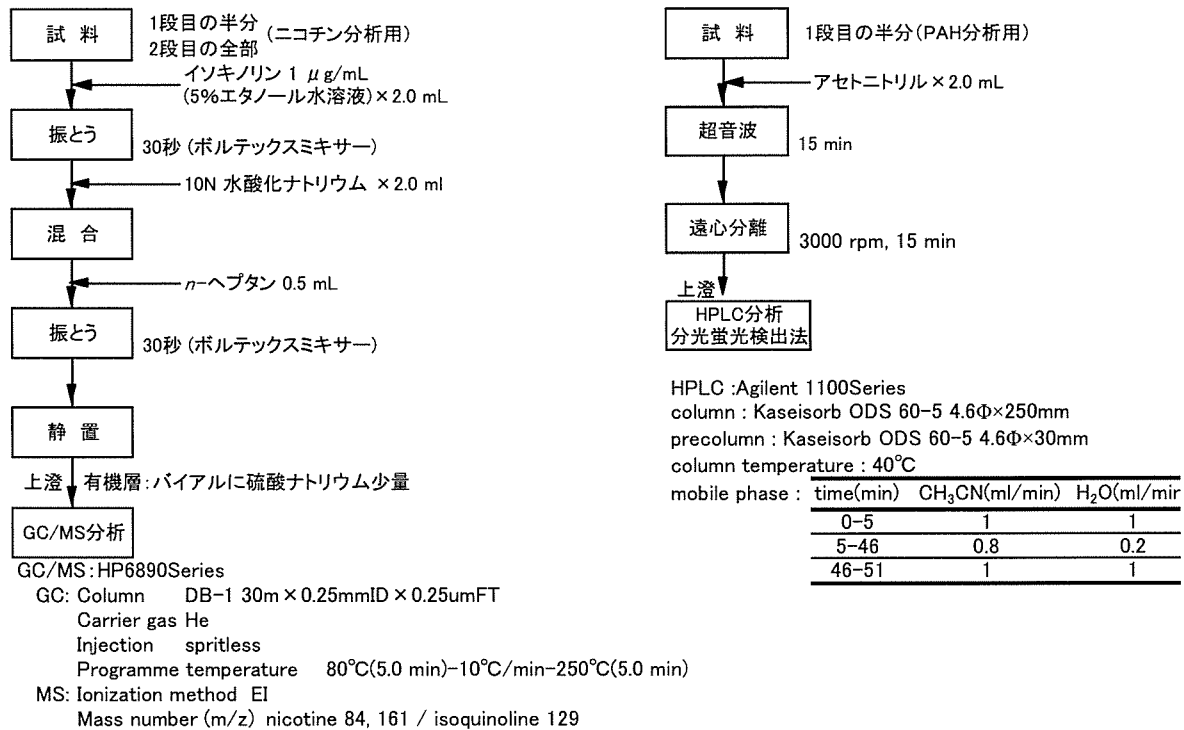 試 料
1段目の半分
2段目の全部
(ニコチン分析用)
イソキノリン 1 μg/mL
(5%エタノール水溶液)×2.0 mL
振とう
30秒 (ボルテックスミキサー)
10N 水酸化ナトリウム ×2.0 ml
混 合
n-ヘプタン 0.5 mL
振とう
30秒 (ボルテックスミキサー)
静 置
上澄 有機層:バイアルに硫酸ナトリウム少量
GC/MS分析
GC/MS:HP6890Series
GC: Column DB-1 30m×0.25mmID×0.25umFT
Carrier gas He
Injection spritless
Programme temperature 80℃(5.0 min)-10℃/min-250℃(5.0 min)
MS: Ionization method EI
Mass number (m/z) nicotine 84, 161 / isoquinoline 129
試 料
1段目の半分(PAH分析用)
アセトニトリル×2.0 mL
超音波
15 min
遠心分離
3000 rpm, 15 min
上澄
HPLC分析
分光蛍光検出法
HPLC :Agilent 1100Series
column : Kaseisorb ODS 60-5 4.6Φ×250mm
precolumn : Kaseisorb ODS 60-5 4.6Φ×30mm
column temperature : 40℃
mobile phase : time(min) CH₃CN(ml/min) H₂O(ml/mir
0-5 1 1
5-46 0.8 0.2
46-51 1 1